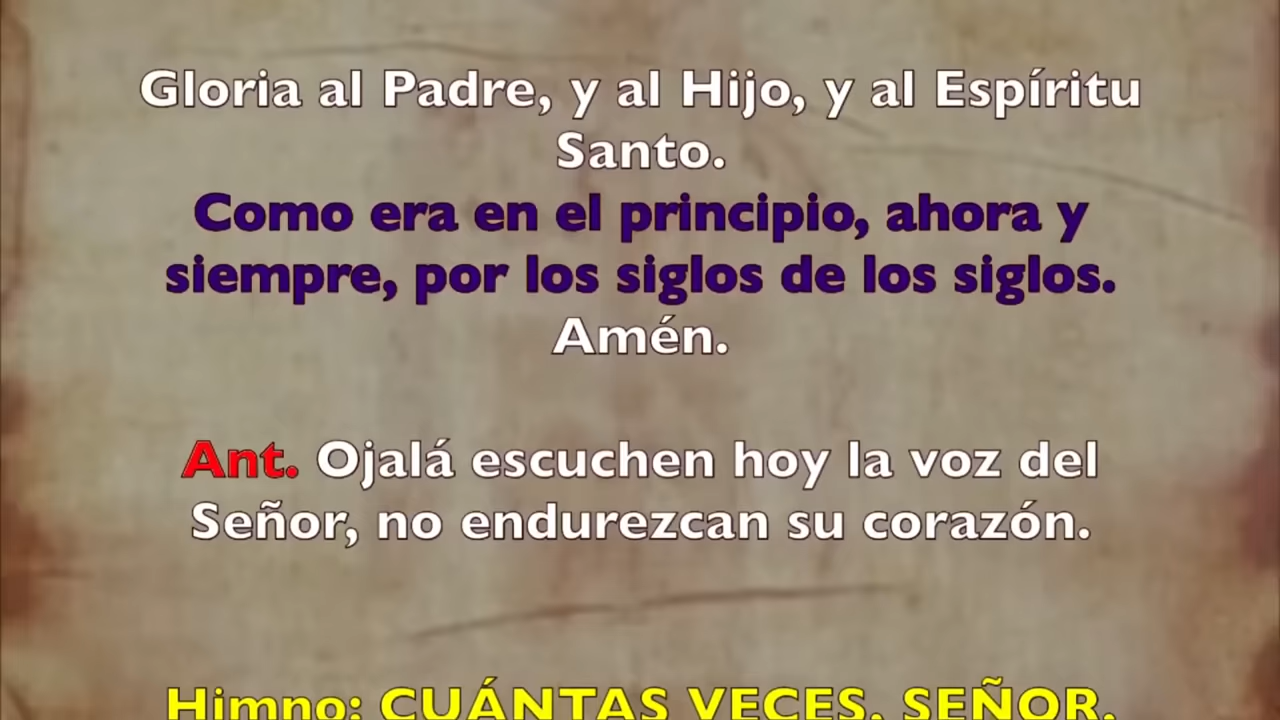 Gloria al Padre, y al Hijo, y al Espíritu
Santo.
Como era en el principio, ahora y
siempre, por los siglos de los siglos.
Amén.
Ant. Ojalá escuchen hoy la voz del
Señor, no endurezcan su corazón.
Himno: CUÁNTAS VECES, SEÑOR,